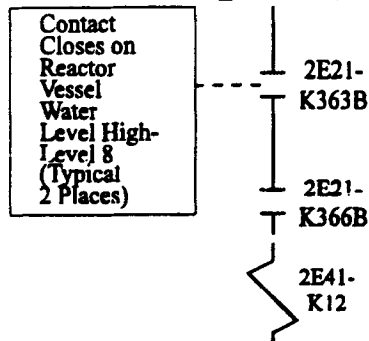 Contact
Closes on
Reactor
Vessel
Water
Level High-
Level 8
(Typical
2 Places)
2E21-
K363B
2E21-
K366B
2E41-
K12